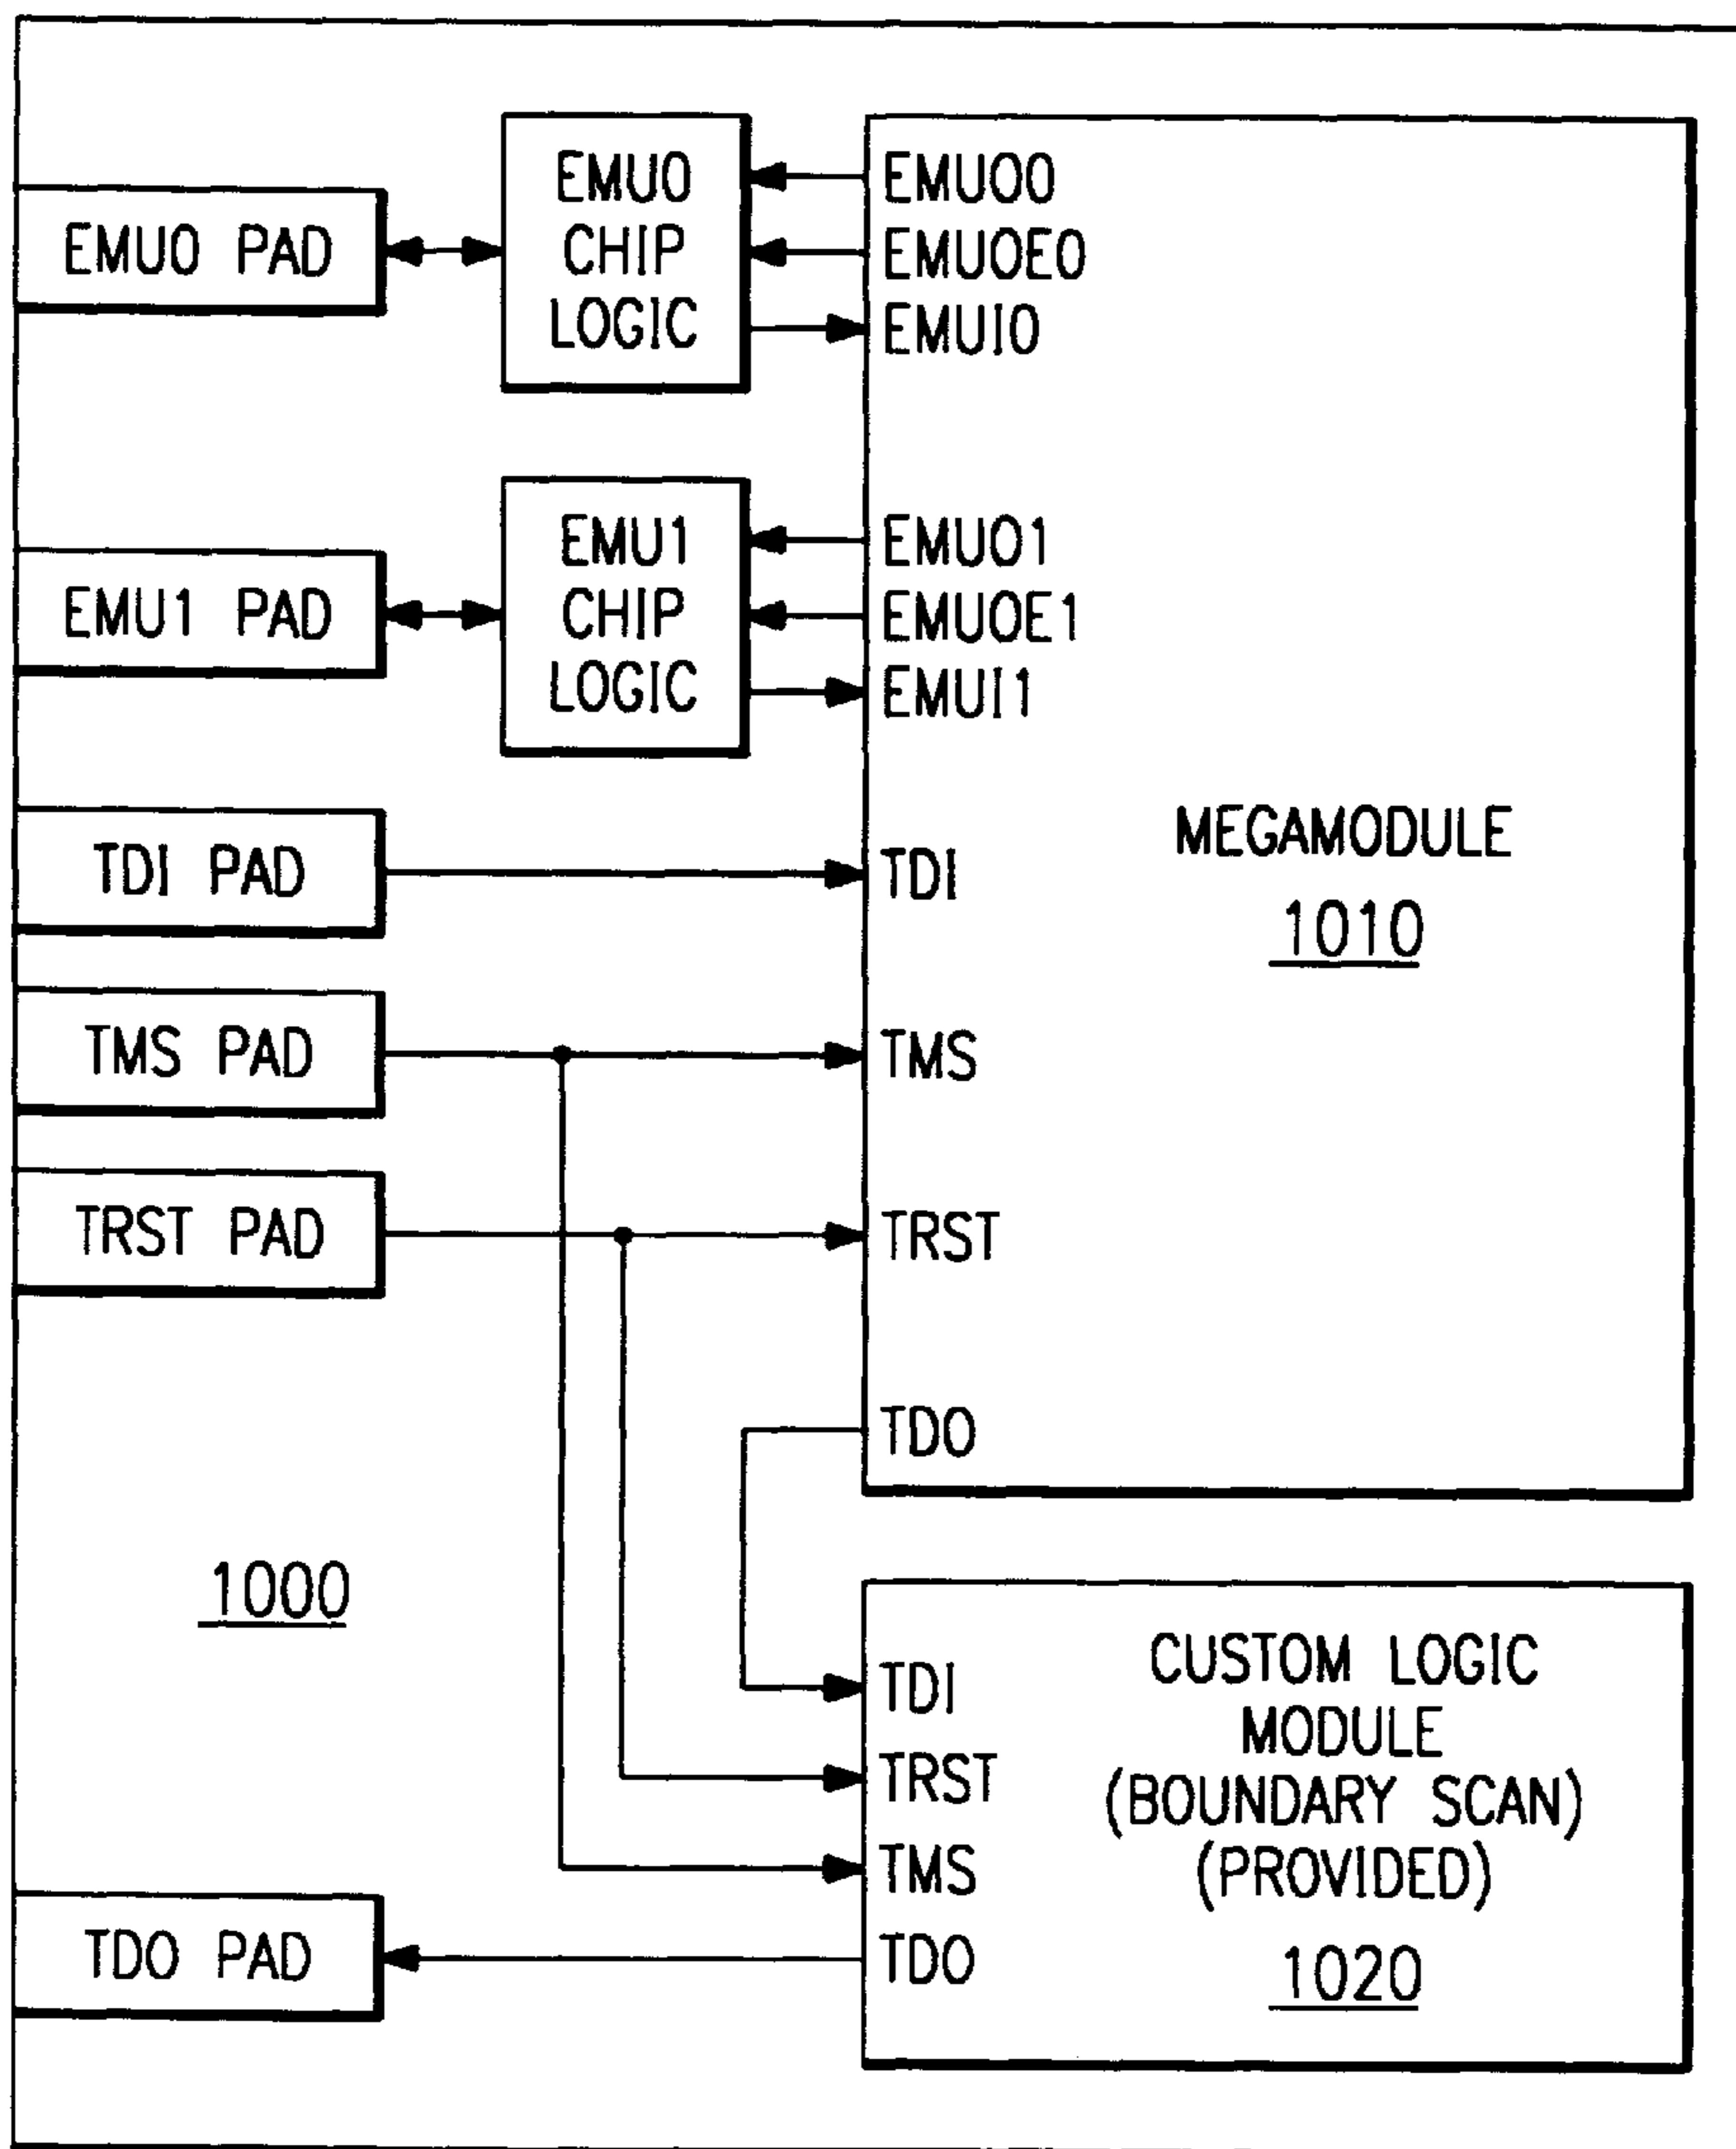 EMU0 PAD
EMU0
CHIP
LOGIC
EMUO0
EMUOE0
EMUI0
EMU1 PAD
EMU1
CHIP
LOGIC
EMUO1
EMUOE1
EMUI1
MEGAMODULE
1010
TDI PAD
TDI
TMS PAD
TMS
TRST PAD
TRST
TDO
1000
TDI
TRST
TMS
TDO
CUSTOM LOGIC
MODULE
(BOUNDARY SCAN)
(PROVIDED)
1020
TDO PAD